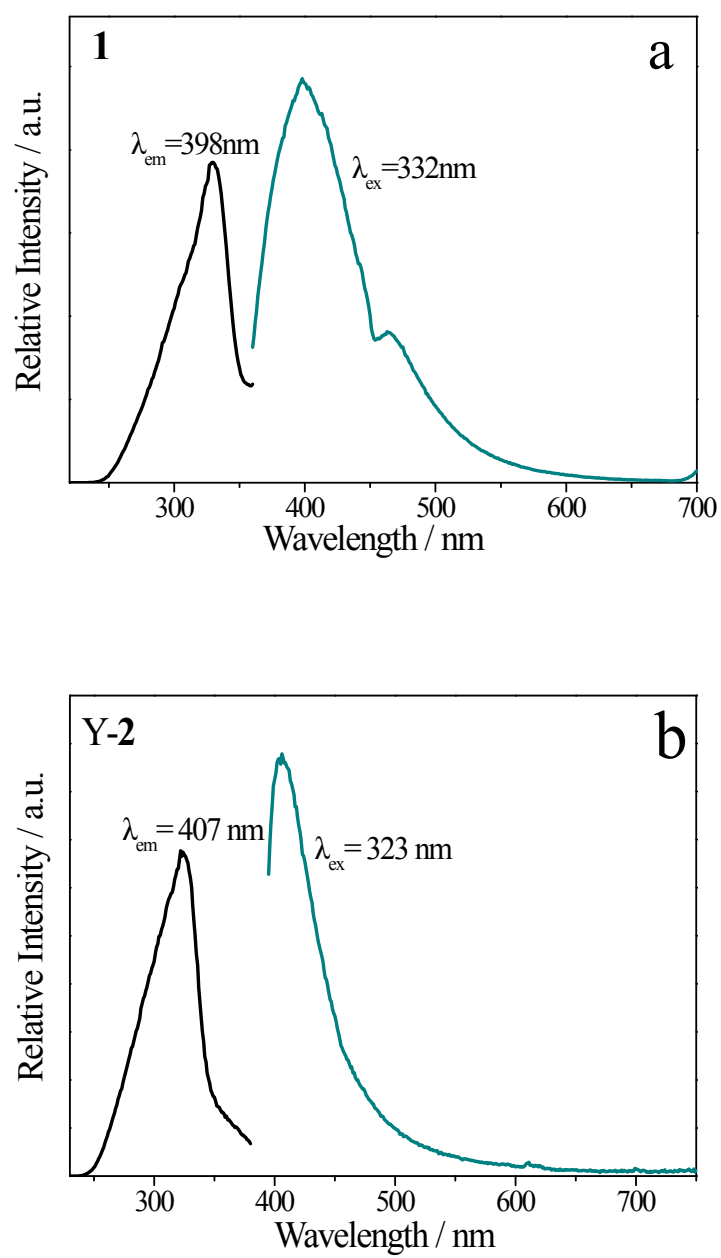 1
a
λem=398nm
λex=332nm
Relative Intensity / a.u.
300 400 500 600 700
Wavelength / nm
Y-2
b
λem= 407 nm
λex= 323 nm
Relative Intensity / a.u.
300 400 500 600 700
Wavelength / nm